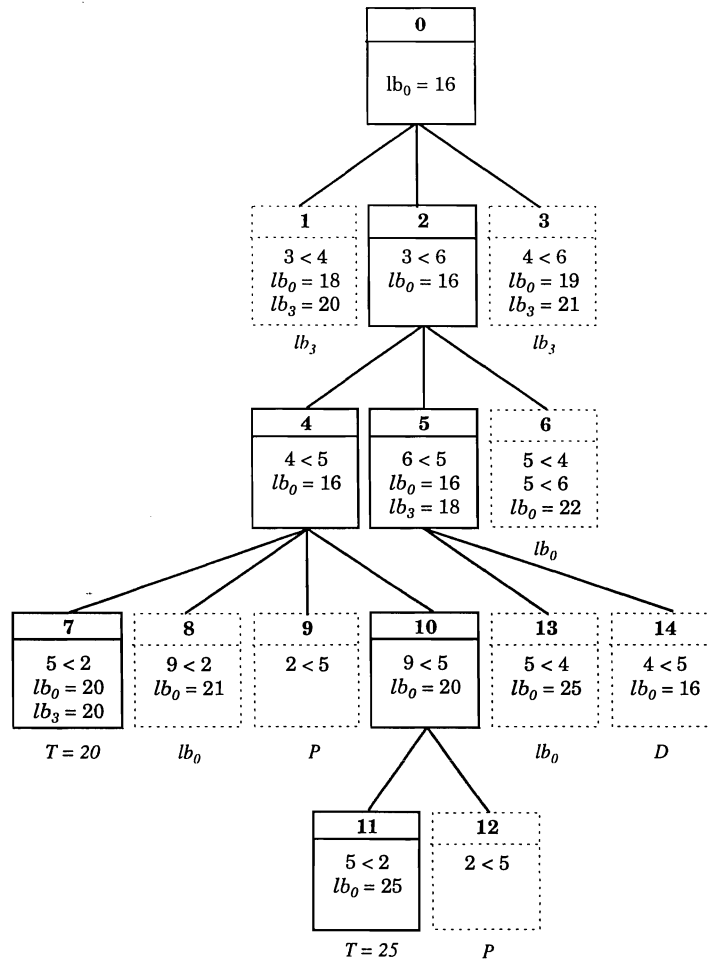 0
lb₀ = 16
1
3 < 4
lb₀ = 18
lb₃ = 20
lb₃
2
3 < 6
lb₀ = 16
3
4 < 6
lb₀ = 19
lb₃ = 21
lb₃
4
4 < 5
lb₀ = 16
5
6 < 5
lb₀ = 16
lb₃ = 18
6
5 < 4
5 < 6
lb₀ = 22
lb₀
7
5 < 2
lb₀ = 20
lb₃ = 20
T = 20
8
9 < 2
lb₀ = 21
lb₀
9
2 < 5
P
10
9 < 5
lb₀ = 20
13
5 < 4
lb₀ = 25
lb₀
14
4 < 5
lb₀ = 16
D
11
5 < 2
lb₀ = 25
T = 25
12
2 < 5
P